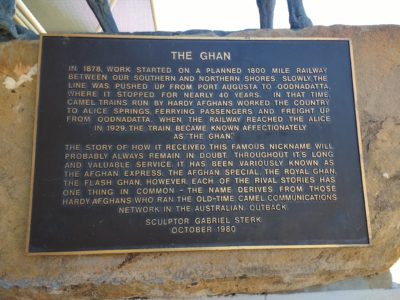 THE GHAN
IN 1878, WORK STARTED ON A PLANNED 1800 MILE RAILWAY
BETWEEN OUR SOUTHERN AND NORTHERN SHORES. SLOWLY, THE
LINE WAS PUSHED UP FROM PORT AUGUSTA TO OODNADATTA,
WHERE IT STOPPED FOR NEARLY 40 YEARS. IN THAT TIME,
CAMEL TRAINS RUN BY HARDY AFGHANS WORKED THE COUNTRY
TO ALICE SPRINGS, FERRYING PASSENGERS AND FREIGHT UP
FROM OODNADATTA. WHEN THE RAILWAY REACHED THE ALICE
IN 1929, THE TRAIN BECAME KNOWN AFFECTIONATELY
AS "THE GHAN."
THE STORY OF HOW IT RECEIVED THIS FAMOUS NICKNAME WILL
PROBABLY ALWAYS REMAIN IN DOUBT. THROUGHOUT ITS LONG
AND VALUABLE SERVICE, IT HAS BEEN VARIOUSLY KNOWN AS
THE AFGHAN EXPRESS, THE AFGHAN SPECIAL, THE ROYAL GHAN,
THE FLASH GHAN. HOWEVER, EACH OF THE RIVAL STORIES HAS
ONE THING IN COMMON - THE NAME DERIVES FROM THOSE
HARDY AFGHANS WHO RAN THE OLD-TIME CAMEL COMMUNICATIONS
NETWORK IN THE AUSTRALIAN OUTBACK.
SCULPTOR GABRIEL STERK
OCTOBER 1980